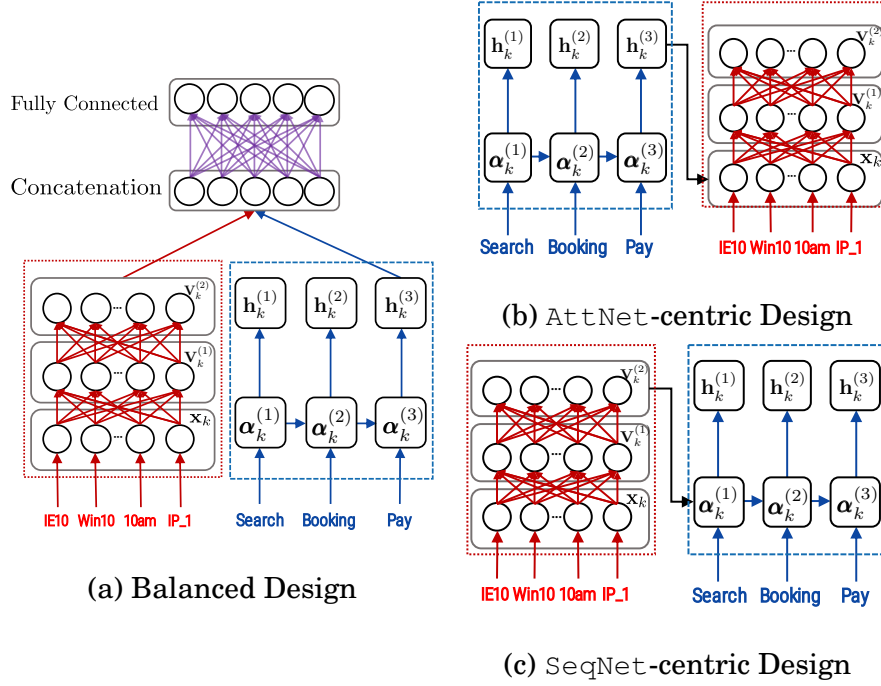 Fully Connected
Concatenation
V_k^(2)
V_k^(1)
x_k
IE10 Win10 10am IP_1
h_k^(1) h_k^(2) h_k^(3)
α_k^(1) α_k^(2) α_k^(3)
Search Booking Pay
(a) Balanced Design
h_k^(1) h_k^(2) h_k^(3)
α_k^(1) α_k^(2) α_k^(3)
Search Booking Pay
V_k^(2)
V_k^(1)
x_k
IE10 Win10 10am IP_1
(b) AttNet-centric Design
V_k^(2)
V_k^(1)
x_k
IE10 Win10 10am IP_1
h_k^(1) h_k^(2) h_k^(3)
α_k^(1) α_k^(2) α_k^(3)
Search Booking Pay
(c) SeqNet-centric Design